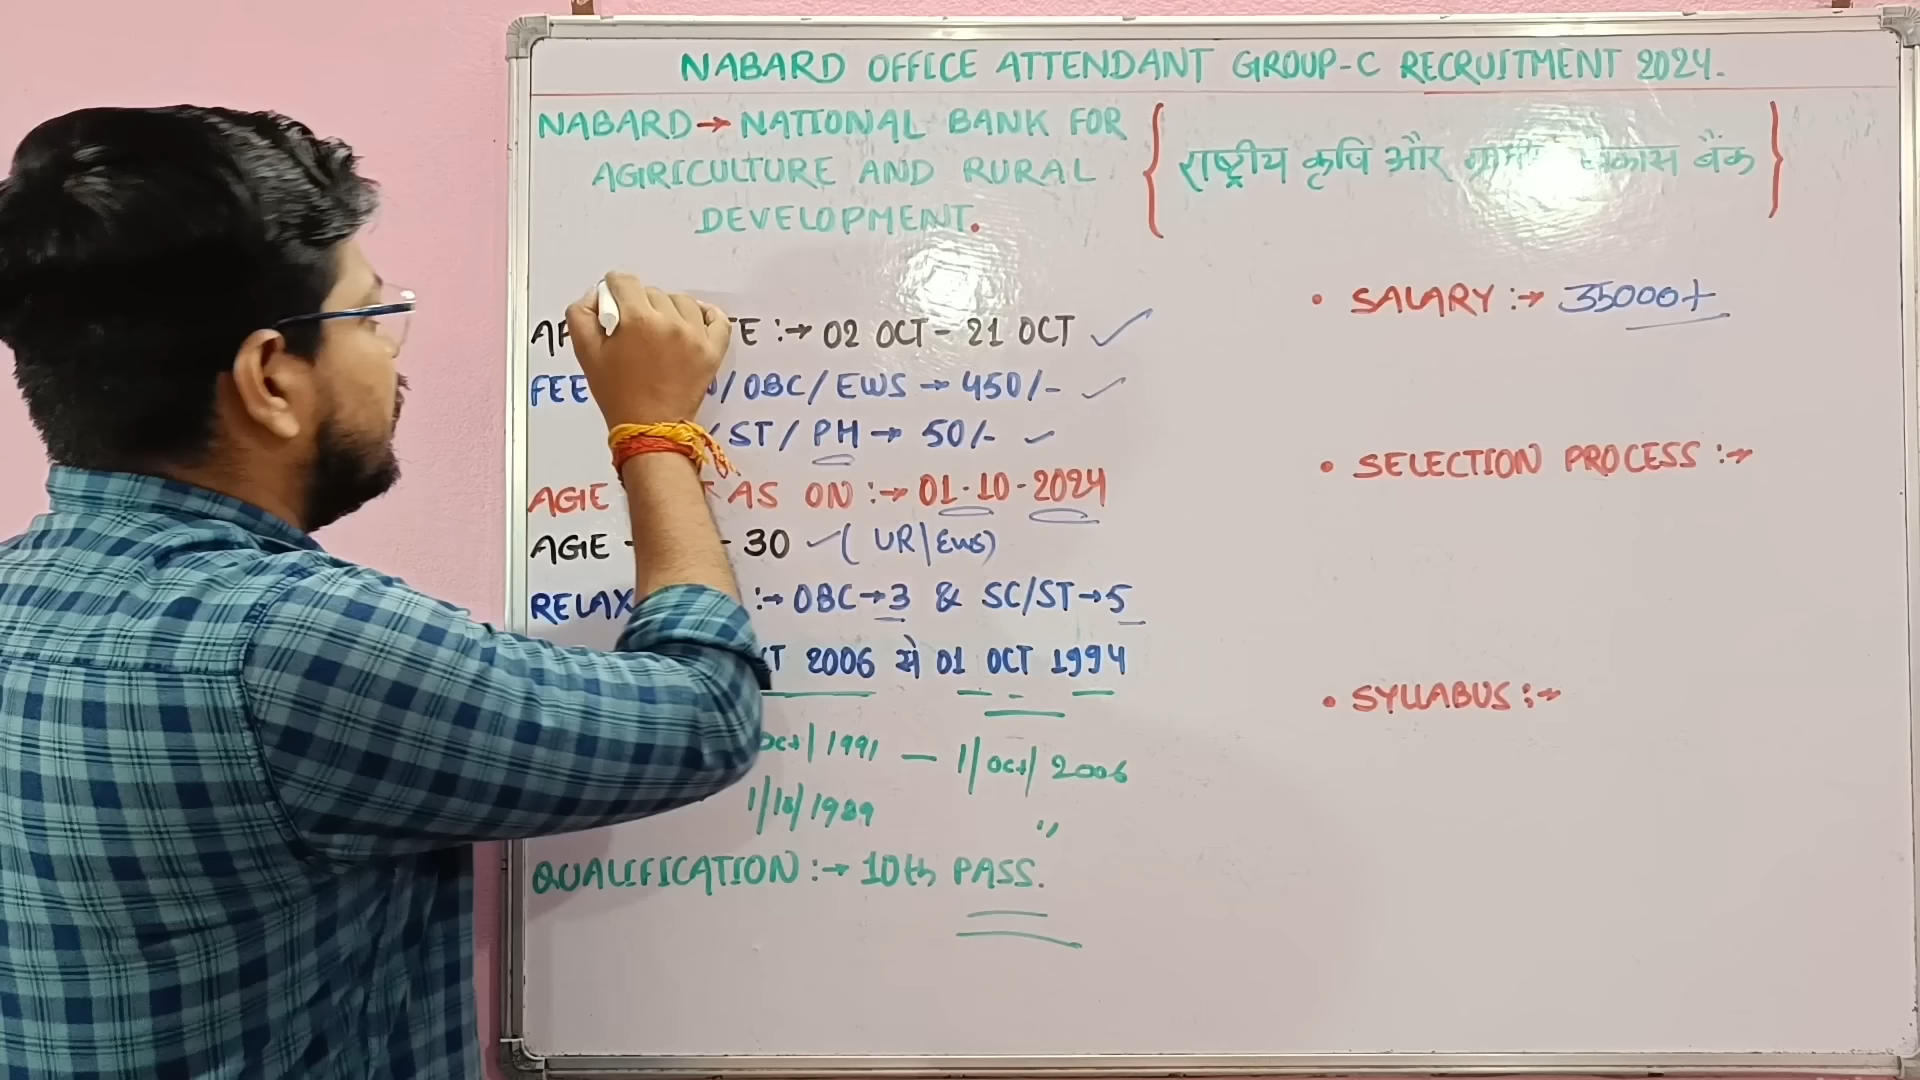 NABARD OFFICE ATTENDANT GROUP-C RECRUITMENT 2024.
NABARD → NATIONAL BANK FOR
AGRICULTURE AND RURAL
DEVELOPMENT.
{ राष्ट्रीय कृषि और बैंक }
:→ 02 OCT - 21 OCT ✓
FEE /OBC/EWS → 450/- ✓
/ST/PH → 50/- ✓
AGE AS ON :→ 01-10-2024
AGE - 30 ✓ (UR|EWS)
:→ OBC→3 & SC/ST→5
2006 से 01 OCT 1994
Oct/1991 — 1/Oct/2006
1/10/1989 "
QUALIFICATION :→ 10th PASS.
• SALARY :→ 35000+
• SELECTION PROCESS :→
• SYLLABUS :→